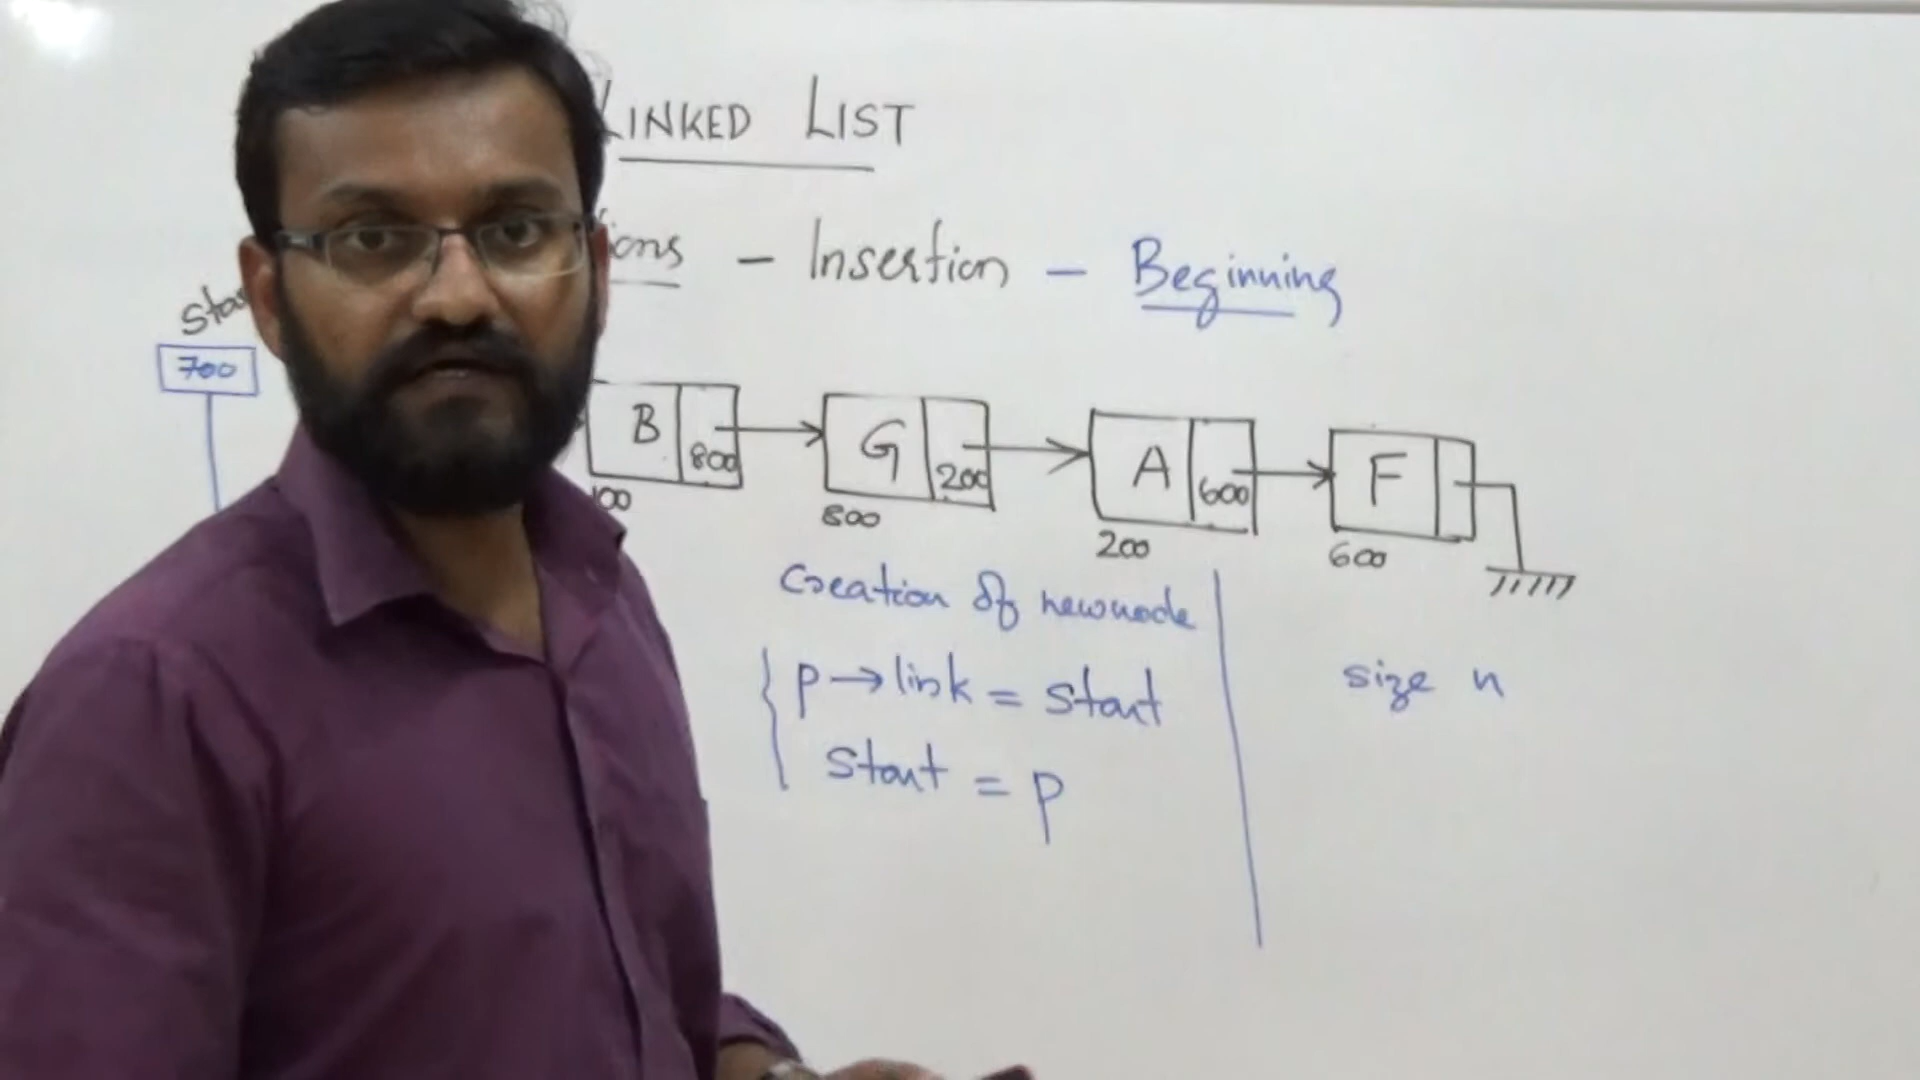 LINKED LIST
- Insertion - Beginning
700
B 800 G 200 A 600 F
800 200 600
Creation of newnode
p → link = start
start = p
size n